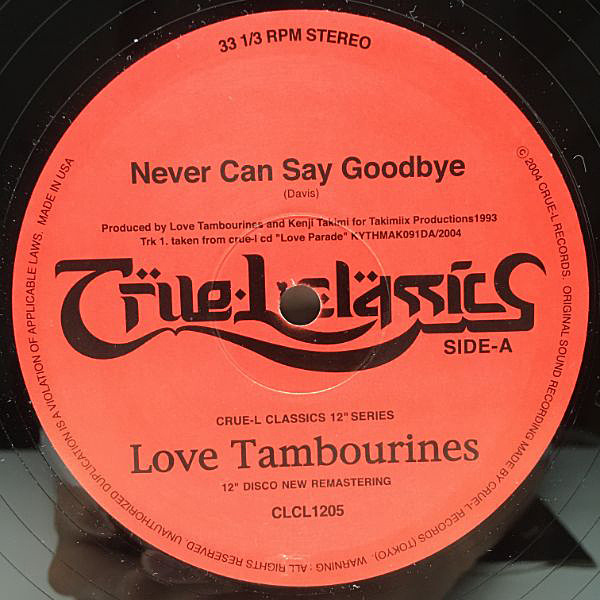 33 1/3 RPM STEREO
Never Can Say Goodbye
(Davis)
Produced by Love Tambourines and Kenji Takimi for Takimiix Productions1993
Trk 1. taken from crue-l cd "Love Parade" KYTHMAK091DA/2004
Crüe-L clässicS
SIDE-A
CRUE-L CLASSICS 12" SERIES
Love Tambourines
12" DISCO NEW REMASTERING
CLCL1205
© 2004 CRUE-L RECORDS. ORIGINAL SOUND RECORDING MADE BY CRUE-L RECORDS (TOKYO). WARNING : ALL RIGHTS RESERVED. UNAUTHORIZED DUPLICATION IS A VIOLATION OF APPLICABLE LAWS. MADE IN USA